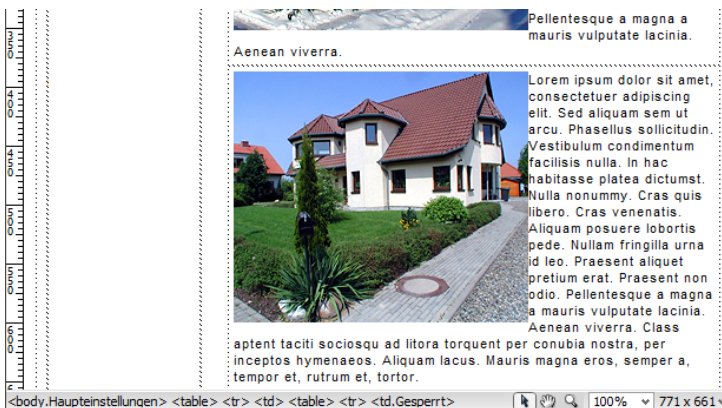 Pellentesque a magna a
mauris vulputate lacinia.
Aenean viverra.
Lorem ipsum dolor sit amet,
consectetuer adipiscing
elit. Sed aliquam sem ut
arcu. Phasellus sollicitudin.
Vestibulum condimentum
facilisis nulla. In hac
habitasse platea dictumst.
Nulla nonummy. Cras quis
libero. Cras venenatis.
Aliquam posuere lobortis
pede. Nullam fringilla urna
id leo. Praesent aliquet
pretium erat. Praesent non
odio. Pellentesque a magna
a mauris vulputate lacinia.
Aenean viverra. Class
aptent taciti sociosqu ad litora torquent per conubia nostra, per
inceptos hymenaeos. Aliquam lacus. Mauris magna eros, semper a,
tempor et, rutrum et, tortor.
350
400
450
500
550
600
<body.Haupteinstellungen> <table> <tr> <td> <table> <tr> <td.Gesperrt> 100% 771 x 661